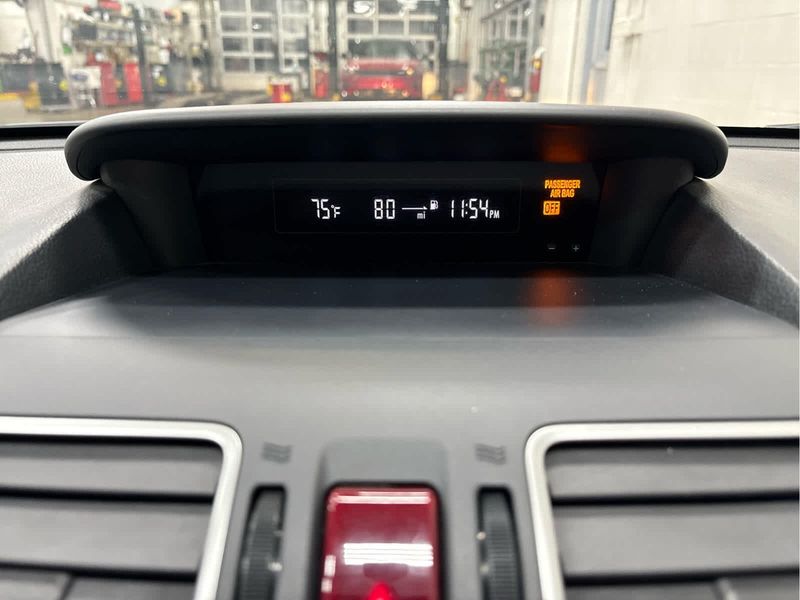 75°F 80 mi 11:54 PM
PASSENGER
AIR BAG
OFF
- +